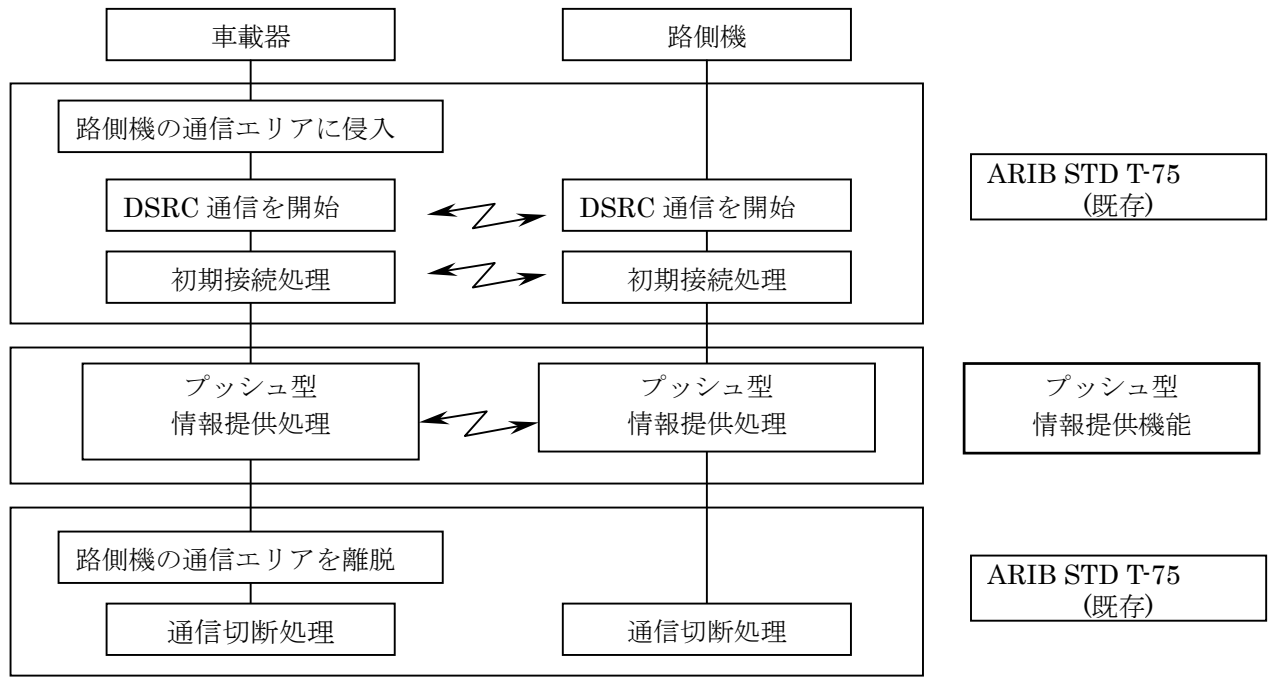 車載器
路側機
路側機の通信エリアに侵入
DSRC 通信を開始
DSRC 通信を開始
ARIB STD T-75
(既存)
初期接続処理
初期接続処理
プッシュ型
情報提供処理
プッシュ型
情報提供処理
プッシュ型
情報提供機能
路側機の通信エリアを離脱
ARIB STD T-75
(既存)
通信切断処理
通信切断処理